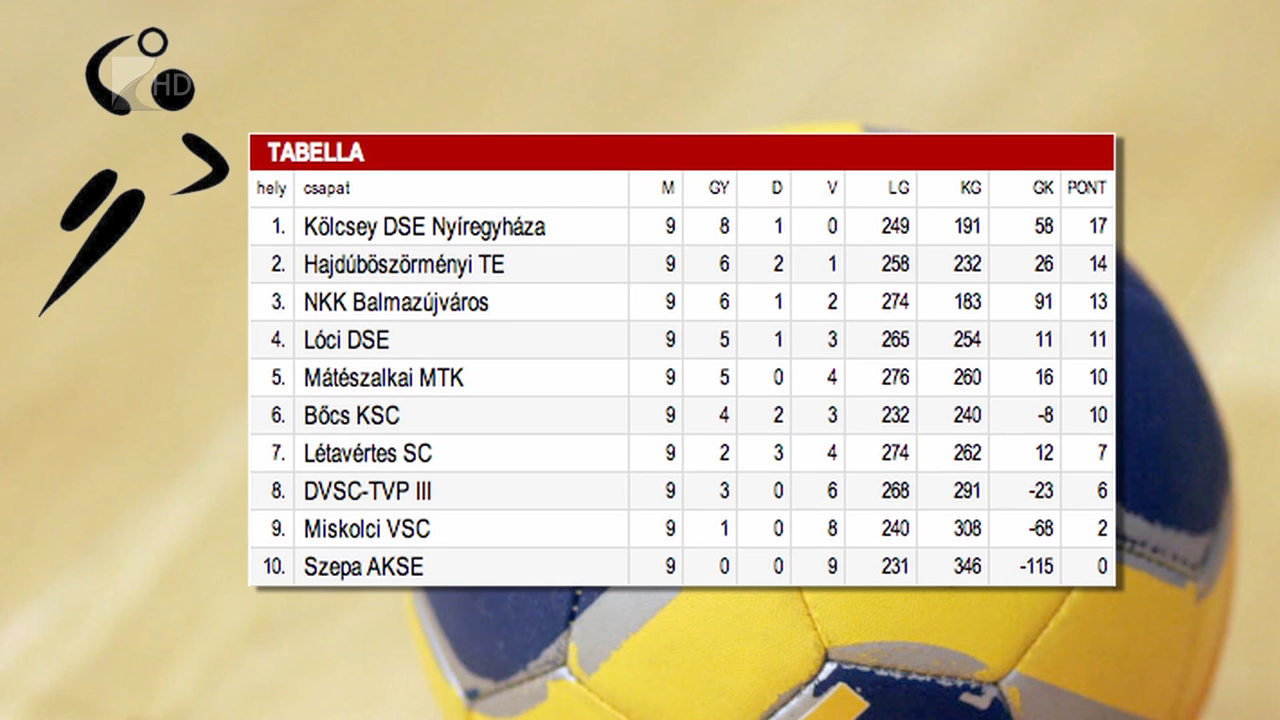 HD
TABELLA
hely csapat M GY D V LG KG GK PONT
1. Kölcsey DSE Nyíregyháza 9 8 1 0 249 191 58 17
2. Hajdúböszörményi TE 9 6 2 1 258 232 26 14
3. NKK Balmazújváros 9 6 1 2 274 183 91 13
4. Lóci DSE 9 5 1 3 265 254 11 11
5. Mátészalkai MTK 9 5 0 4 276 260 16 10
6. Bőcs KSC 9 4 2 3 232 240 -8 10
7. Létavértes SC 9 2 3 4 274 262 12 7
8. DVSC-TVP III 9 3 0 6 268 291 -23 6
9. Miskolci VSC 9 1 0 8 240 308 -68 2
10. Szepa AKSE 9 0 0 9 231 346 -115 0